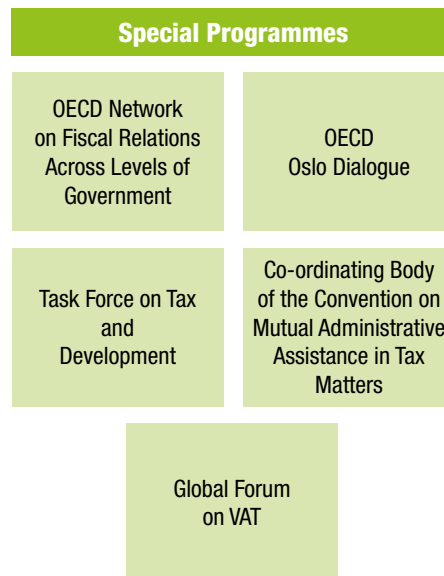 Special Programmes
OECD Network
on Fiscal Relations
Across Levels of
Government
OECD
Oslo Dialogue
Task Force on Tax
and
Development
Co-ordinating Body
of the Convention on
Mutual Administrative
Assistance in Tax
Matters
Global Forum
on VAT